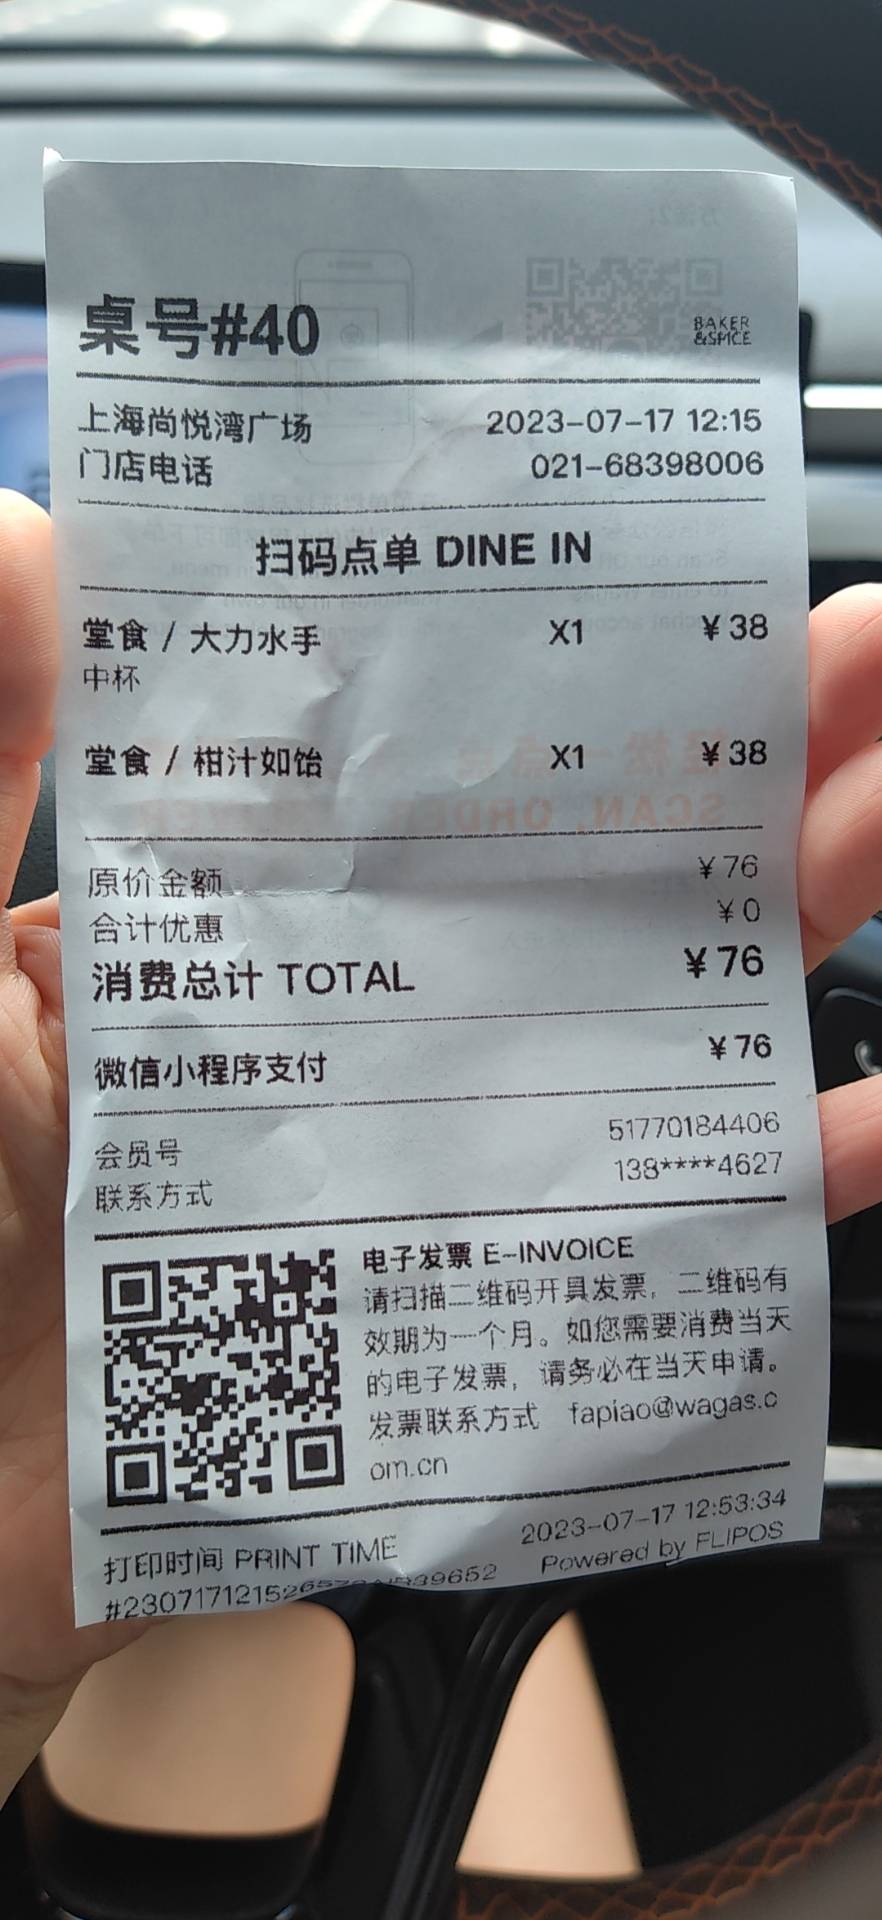 桌号#40
BAKER
&SPICE
上海尚悦湾广场 2023-07-17 12:15
门店电话 021-68398006
扫码点单 DINE IN
堂食 / 大力水手 X1 ¥38
中杯
堂食 / 柑汁如饴 X1 ¥38
原价金额 ¥76
合计优惠 ¥0
消费总计 TOTAL ¥76
微信小程序支付 ¥76
会员号 51770184406
联系方式 138****4627
电子发票 E-INVOICE
请扫描二维码开具发票，二维码有
效期为一个月。如您需要消费当天
的电子发票，请务必在当天申请。
发票联系方式 fapiao@wagas.c
om.cn
打印时间 PRINT TIME 2023-07-17 12:53:34
Powered by FLIPOS